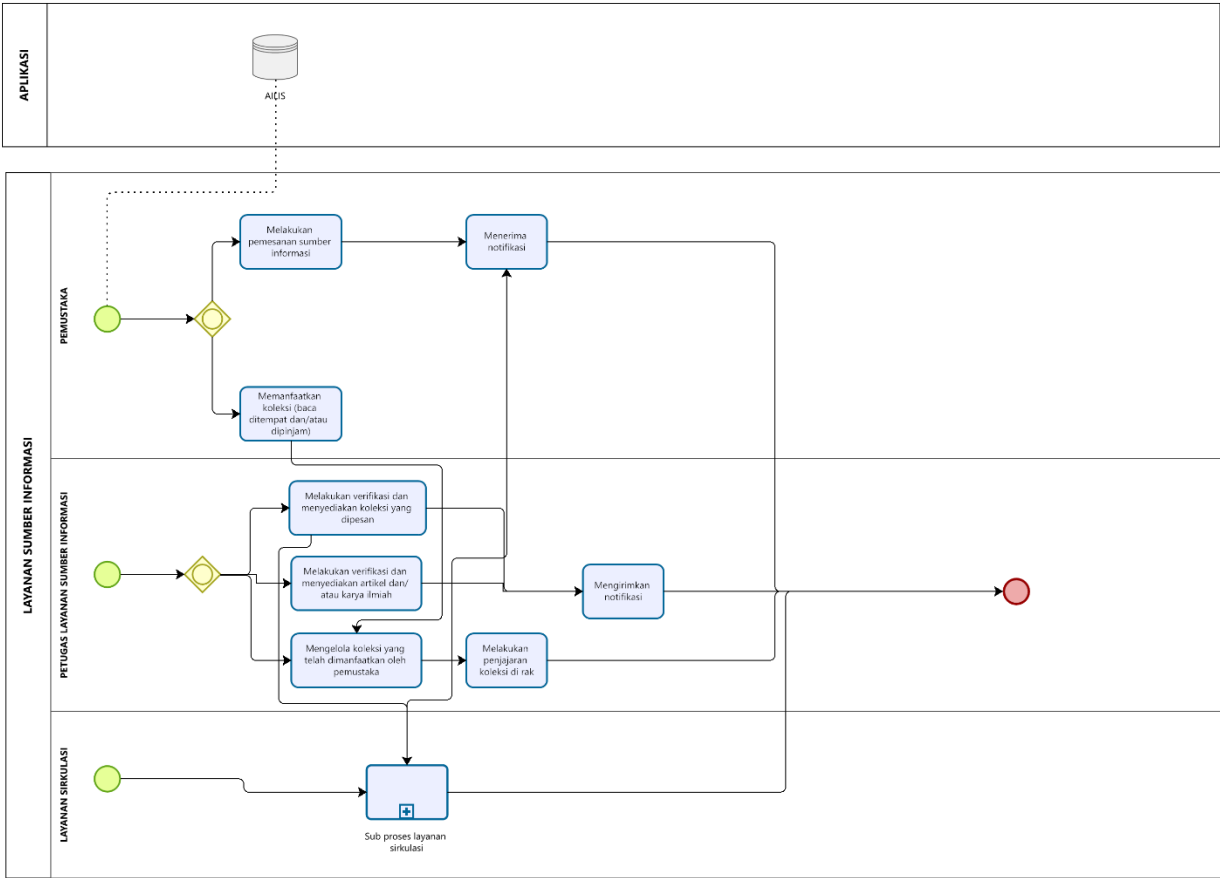 APLIKASI
AILIS
LAYANAN SUMBER INFORMASI
PEMUSTAKA
Melakukan
pemesanan sumber
informasi
Menerima
notifikasi
Memanfaatkan
koleksi (baca
ditempat dan/atau
dipinjam)
PETUGAS LAYANAN SUMBER INFORMASI
Melakukan verifikasi dan
menyediakan koleksi yang
dipesan
Melakukan verifikasi dan
menyediakan artikel dan/
atau karya ilmiah
Mengirimkan
notifikasi
Mengelola koleksi yang
telah dimanfaatkan oleh
pemustaka
Melakukan
penjajaran
koleksi di rak
LAYANAN SIRKULASI
Sub proses layanan
sirkulasi